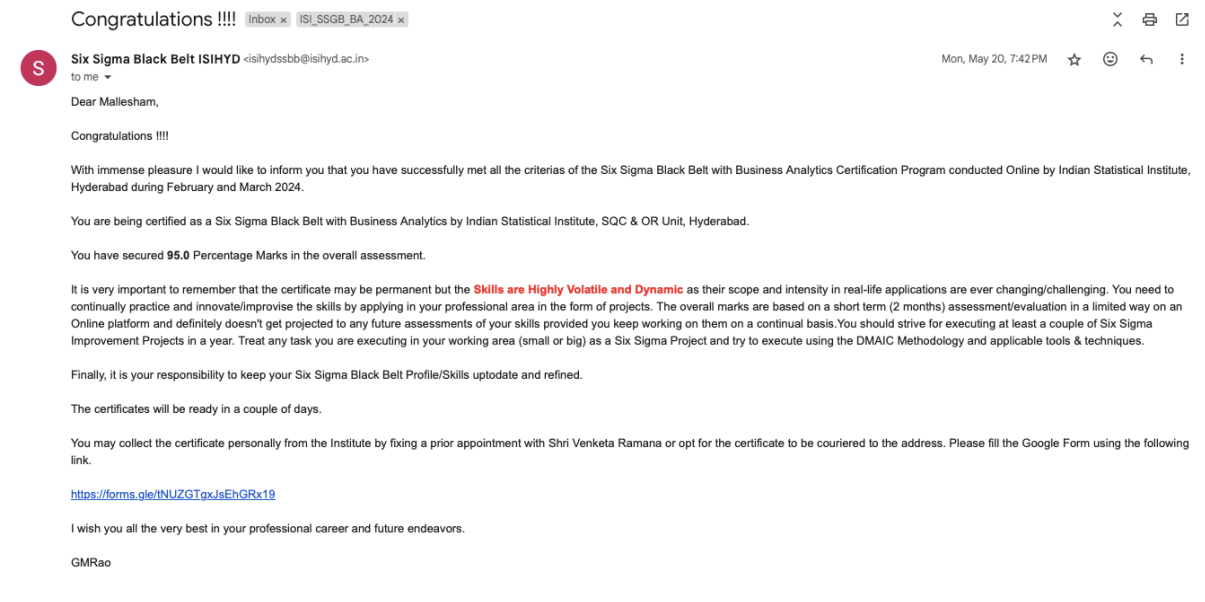 Congratulations !!!! Inbox × ISI_SSGB_BA_2024 ×
S
Six Sigma Black Belt ISIHYD <isihydssbb@isihyd.ac.in> Mon, May 20, 7:42 PM
to me
Dear Mallesham,
Congratulations !!!!
With immense pleasure I would like to inform you that you have successfully met all the criterias of the Six Sigma Black Belt with Business Analytics Certification Program conducted Online by Indian Statistical Institute,
Hyderabad during February and March 2024.
You are being certified as a Six Sigma Black Belt with Business Analytics by Indian Statistical Institute, SQC & OR Unit, Hyderabad.
You have secured 95.0 Percentage Marks in the overall assessment.
It is very important to remember that the certificate may be permanent but the Skills are Highly Volatile and Dynamic as their scope and intensity in real-life applications are ever changing/challenging. You need to
continually practice and innovate/improvise the skills by applying in your professional area in the form of projects. The overall marks are based on a short term (2 months) assessment/evaluation in a limited way on an
Online platform and definitely doesn't get projected to any future assessments of your skills provided you keep working on them on a continual basis.You should strive for executing at least a couple of Six Sigma
Improvement Projects in a year. Treat any task you are executing in your working area (small or big) as a Six Sigma Project and try to execute using the DMAIC Methodology and applicable tools & techniques.
Finally, it is your responsibility to keep your Six Sigma Black Belt Profile/Skills uptodate and refined.
The certificates will be ready in a couple of days.
You may collect the certificate personally from the Institute by fixing a prior appointment with Shri Venketa Ramana or opt for the certificate to be couriered to the address. Please fill the Google Form using the following
link.
https://forms.gle/tNUZGTgxJsEhGRx19
I wish you all the very best in your professional career and future endeavors.
GMRao